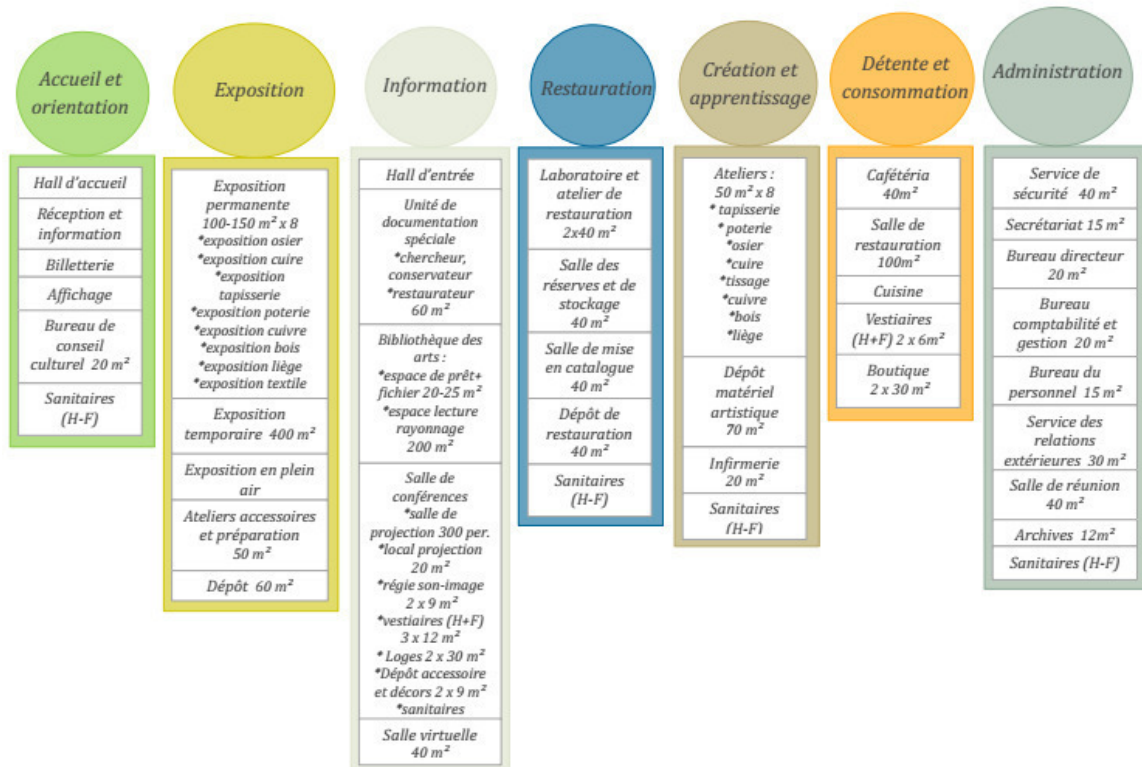 Accueil et
orientation
Hall d'accueil
Réception et
information
Billetterie
Affichage
Bureau de
conseil
culturel 20 m²
Sanitaires
(H-F)
Exposition
Exposition
permanente
100-150 m² x 8
*exposition osier
*exposition cuire
*exposition
tapisserie
*exposition poterie
*exposition cuivre
*exposition bois
*exposition liège
*exposition textile
Exposition
temporaire 400 m²
Exposition en plein
air
Ateliers accessoires
et préparation
50 m²
Dépôt 60 m²
Information
Hall d'entrée
Unité de
documentation
spéciale
*chercheur,
conservateur
*restaurateur
60 m²
Bibliothèque des
arts :
*espace de prêt+
fichier 20-25 m²
*espace lecture
rayonnage
200 m²
Salle de
conférences
*salle de
projection 300 per.
*local projection
20 m²
*régie son-image
2 x 9 m²
*vestiaires (H+F)
3 x 12 m²
* Loges 2 x 30 m²
*Dépôt accessoire
et décors 2 x 9 m²
*sanitaires
Salle virtuelle
40 m²
Restauration
Laboratoire et
atelier de
restauration
2x40 m²
Salle des
réserves et de
stockage
40 m²
Salle de mise
en catalogue
40 m²
Dépôt de
restauration
40 m²
Sanitaires
(H-F)
Création et
apprentissage
Ateliers :
50 m² x 8
* tapisserie
* poterie
*osier
*cuire
*tissage
*cuivre
*bois
*liège
Dépôt
matériel
artistique
70 m²
Infirmerie
20 m²
Sanitaires
(H-F)
Détente et
consommation
Cafétéria
40m²
Salle de
restauration
100m²
Cuisine
Vestiaires
(H+F) 2 x 6m²
Boutique
2 x 30 m²
Administration
Service de
sécurité 40 m²
Secrétariat 15 m²
Bureau directeur
20 m²
Bureau
comptabilité et
gestion 20 m²
Bureau du
personnel 15 m²
Service des
relations
extérieures 30 m²
Salle de réunion
40 m²
Archives 12m²
Sanitaires (H-F)